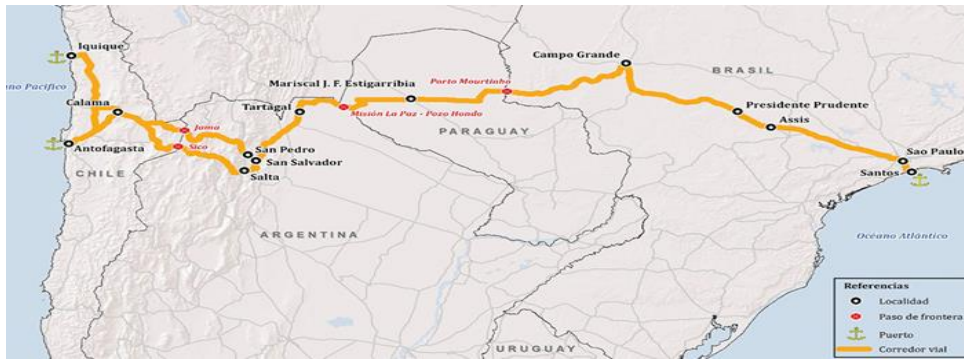 Iquique
ano Pacífico
Calama
Antofagasta
CHILE
Jama
Sico
San Pedro
San Salvador
Salta
Tartagal
ARGENTINA
Mariscal J. F. Estigarribia
Misión La Paz - Pozo Hondo
PARAGUAY
Porto Mourtinho
Campo Grande
BRASIL
Presidente Prudente
Assis
Sao Paulo
Santos
Océano Atlántico
URUGUAY
Referencias
Localidad
Paso de frontera
Puerto
Corredor vial